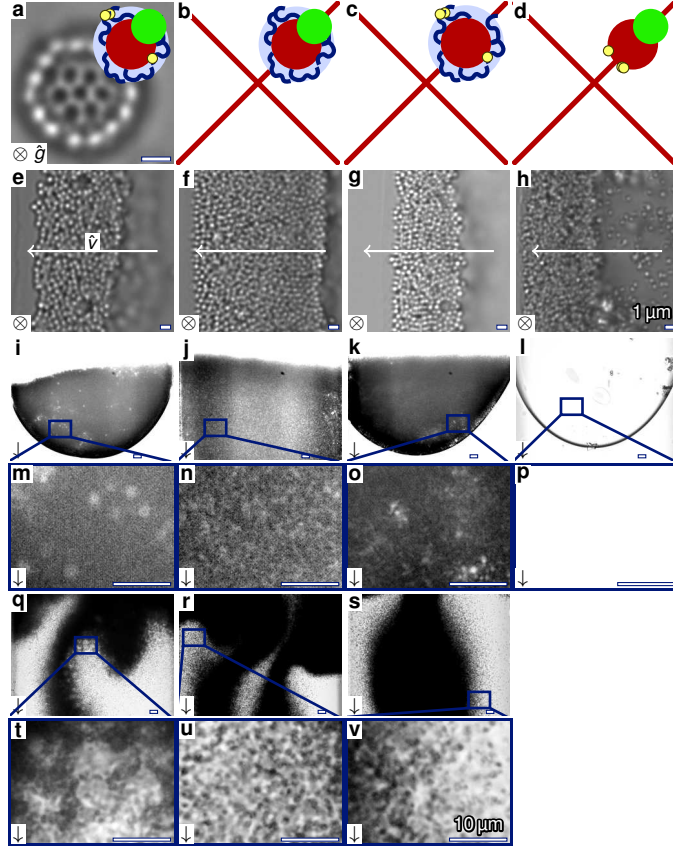 a b c d
⊗ ĝ
e f g h
v̂
1 µm
⊗ ⊗ ⊗ ⊗
i j k l
↓ ↓ ↓ ↓
m n o p
↓ ↓ ↓ ↓
q r s
↓ ↓ ↓
t u v
10 µm
↓ ↓ ↓